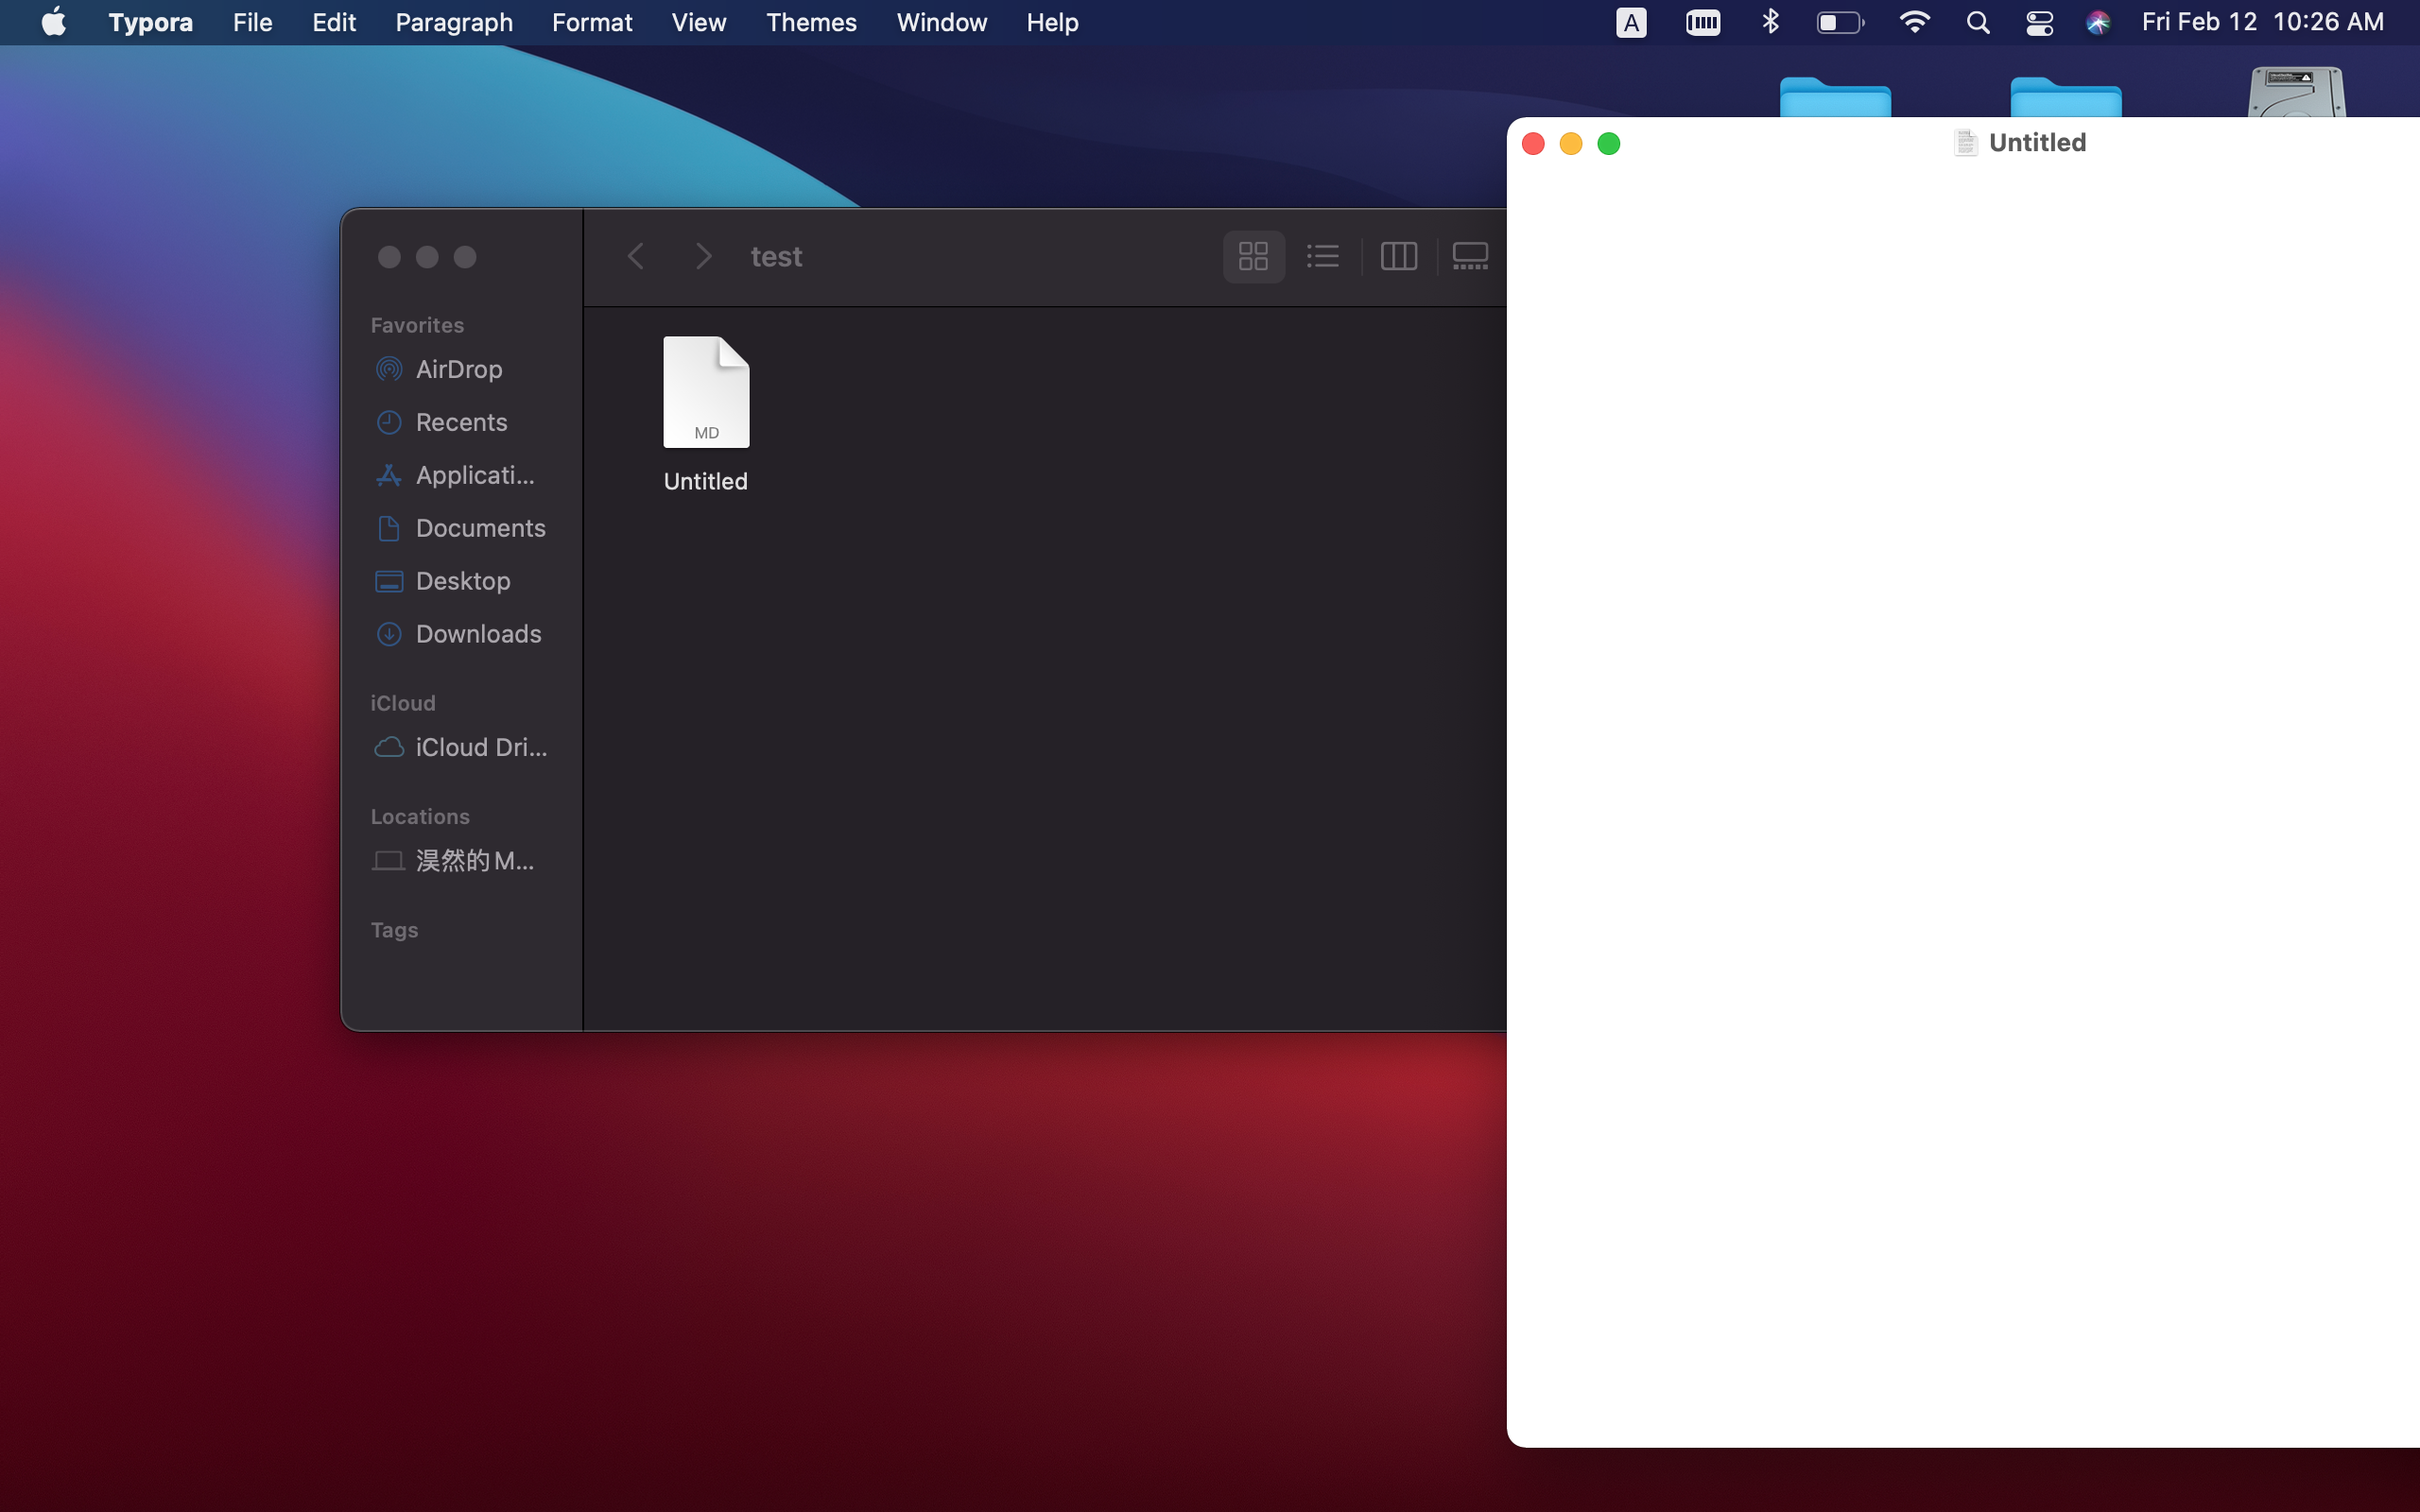 Typora File Edit Paragraph Format View Themes Window Help A Fri Feb 12 10:26 AM
Untitled
test
Favorites
AirDrop
Recents
Applicati...
Documents
Desktop
Downloads
iCloud
iCloud Dri...
Locations
淏然的 M...
Tags
MD
Untitled